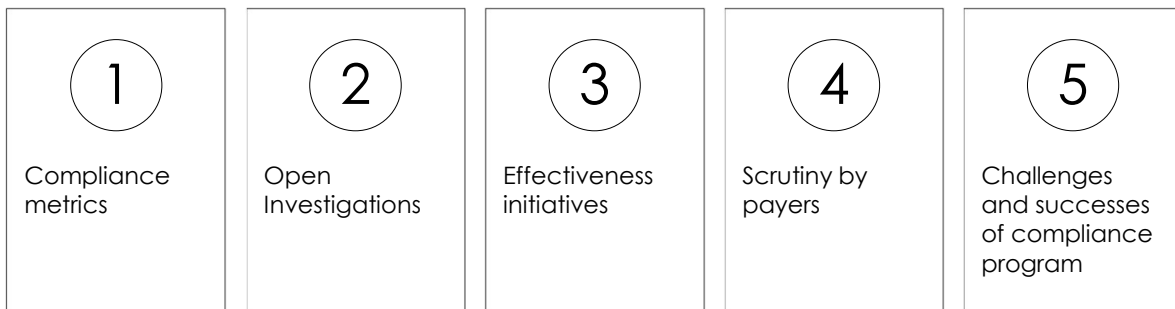 1
Compliance
metrics
2
Open
Investigations
3
Effectiveness
initiatives
4
Scrutiny by
payers
5
Challenges
and successes
of compliance
program